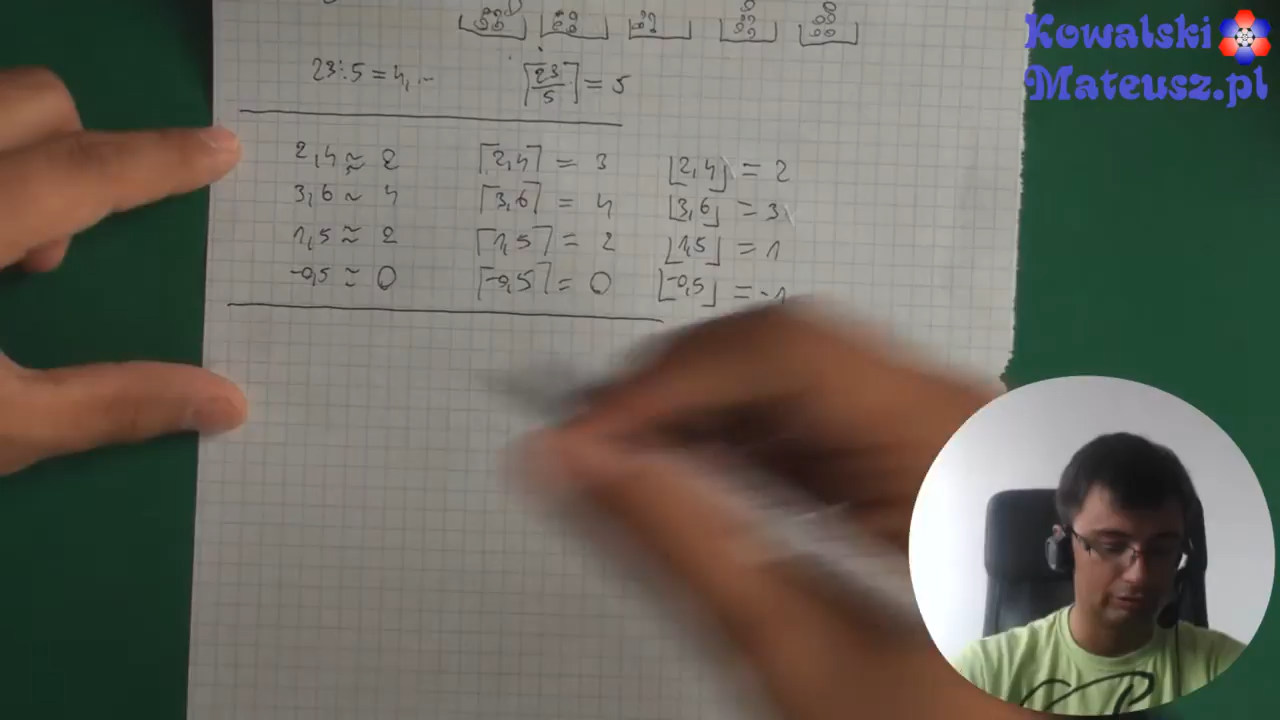 Kowalski
Mateusz.pl
23:5 = 4,... ⌈23/5⌉ = 5
2,4 ≈ 2 ⌈2,4⌉ = 3 ⌊2,4⌋ = 2
3,6 ≈ 4 ⌈3,6⌉ = 4 ⌊3,6⌋ = 3
1,5 ≈ 2 ⌈1,5⌉ = 2 ⌊1,5⌋ = 1
-0,5 ≈ 0 ⌈-0,5⌉ = 0 ⌊-0,5⌋ = -1